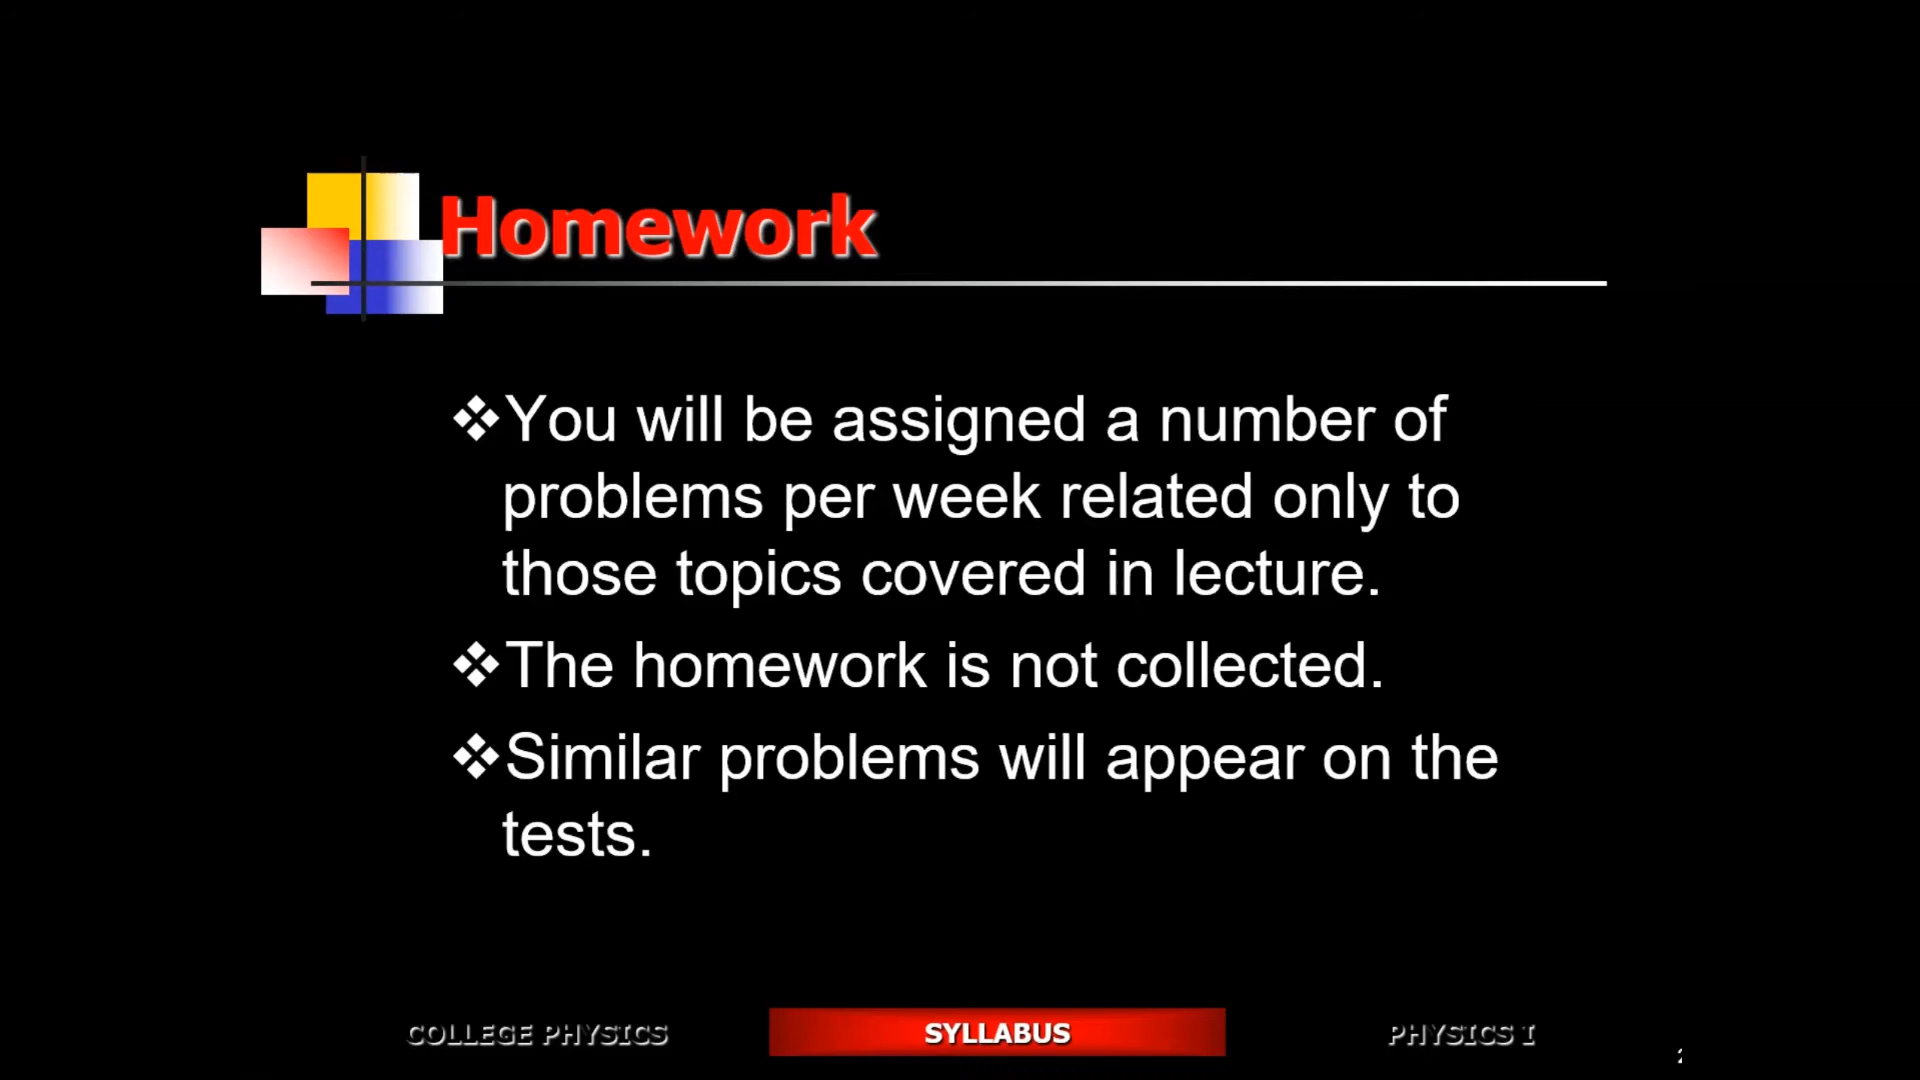 Homework
❖You will be assigned a number of
problems per week related only to
those topics covered in lecture.
❖The homework is not collected.
❖Similar problems will appear on the
tests.
COLLEGE PHYSICS
SYLLABUS
PHYSICS I